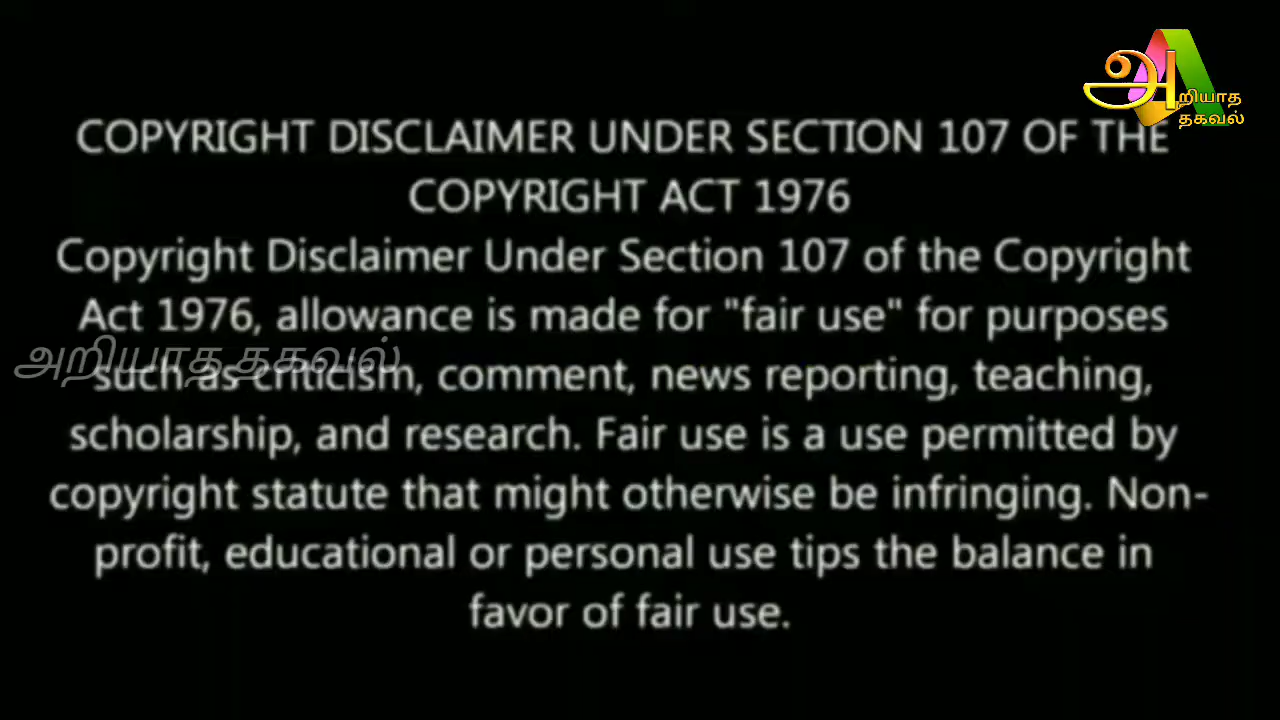 அறியாத
தகவல்
COPYRIGHT DISCLAIMER UNDER SECTION 107 OF THE
COPYRIGHT ACT 1976
Copyright Disclaimer Under Section 107 of the Copyright
Act 1976, allowance is made for "fair use" for purposes
அறியாததகவல்
such as criticism, comment, news reporting, teaching,
scholarship, and research. Fair use is a use permitted by
copyright statute that might otherwise be infringing. Non-
profit, educational or personal use tips the balance in
favor of fair use.